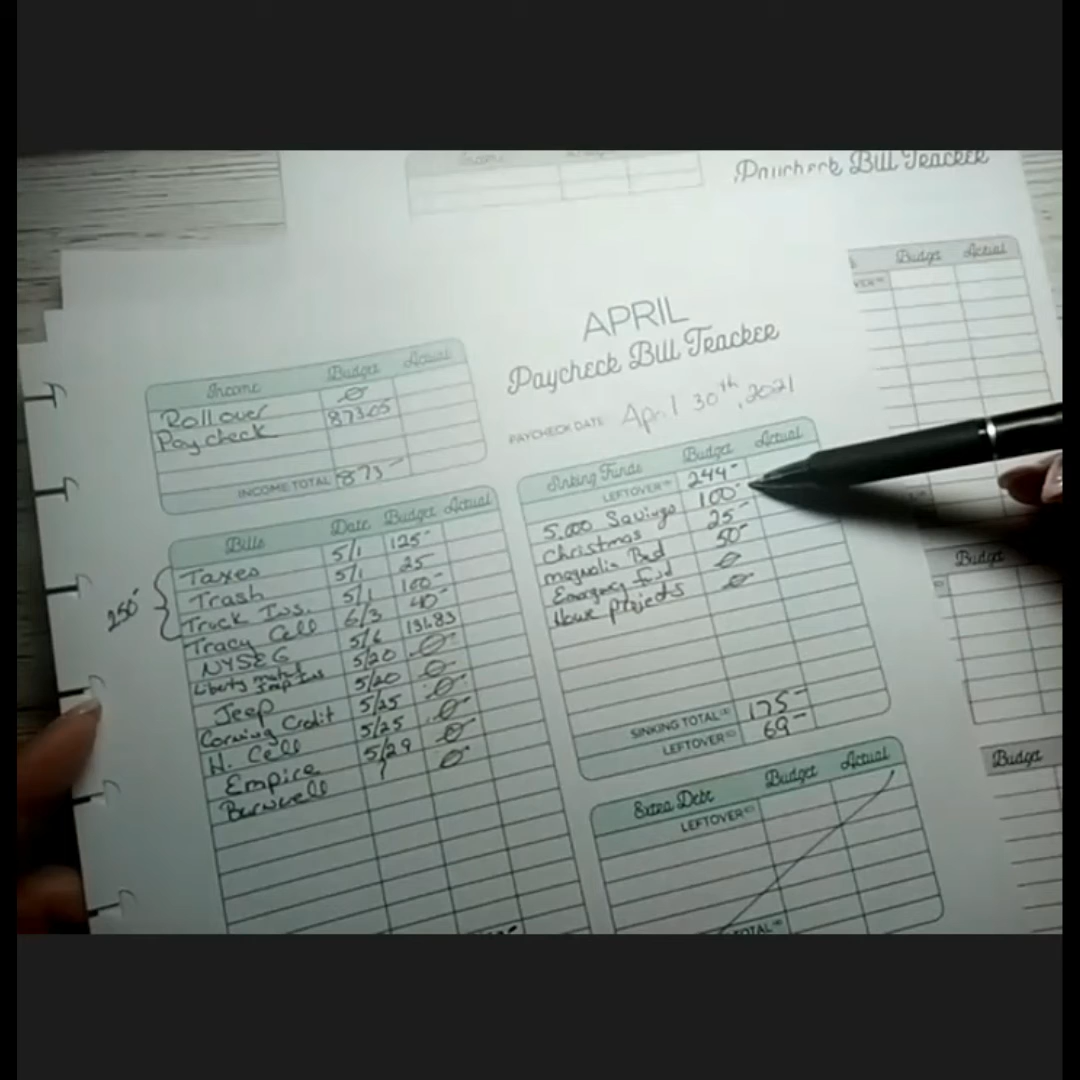 Paycheck Bill Tracker
Budget Actual
APRIL
Paycheck Bill Tracker
PAYCHECK DATE: April 30th, 2021
Income Budget Actual
Rollover ∅
Paycheck 873.05
INCOME TOTAL 873-
Bills Date Budget Actual
250-
Taxes 5/1 125-
Trash 5/1 25
Truck Ins. 5/1 100-
Tracy Cell 6/3 40-
NYSEG 5/6 131.83
Liberty 5/20 ∅
Jeep 5/20 ∅
Corning Credit 5/25 ∅
H. Cell 5/25 ∅
Empire 5/29 ∅
Burwell ∅
Sinking Funds Budget Actual
LEFTOVER 244-
5,000 Savings 100-
Christmas 25-
Magnolia Bed 50-
Emergency fund ∅
House Projects ∅
SINKING TOTAL 175-
LEFTOVER 69-
Extra Debt Budget Actual
LEFTOVER
TOTAL
Budget
Budget